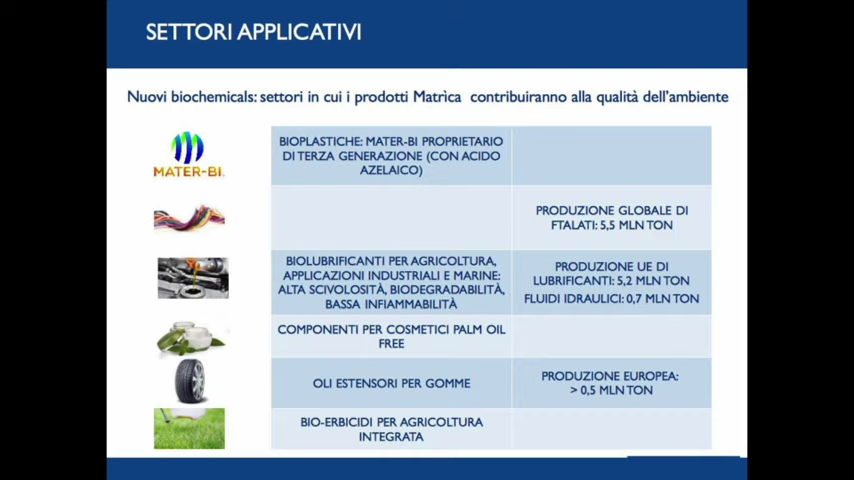 SETTORI APPLICATIVI
Nuovi biochemicals: settori in cui i prodotti Matrìca contribuiranno alla qualità dell'ambiente
MATER-BI.
BIOPLASTICHE: MATER-BI PROPRIETARIO
DI TERZA GENERAZIONE (CON ACIDO
AZELAICO)
PRODUZIONE GLOBALE DI
FTALATI: 5,5 MLN TON
BIOLUBRIFICANTI PER AGRICOLTURA,
APPLICAZIONI INDUSTRIALI E MARINE:
ALTA SCIVOLOSITÀ, BIODEGRADABILITÀ,
BASSA INFIAMMABILITÀ
PRODUZIONE UE DI
LUBRIFICANTI: 5,2 MLN TON
FLUIDI IDRAULICI: 0,7 MLN TON
COMPONENTI PER COSMETICI PALM OIL
FREE
OLI ESTENSORI PER GOMME
PRODUZIONE EUROPEA:
> 0,5 MLN TON
BIO-ERBICIDI PER AGRICOLTURA
INTEGRATA